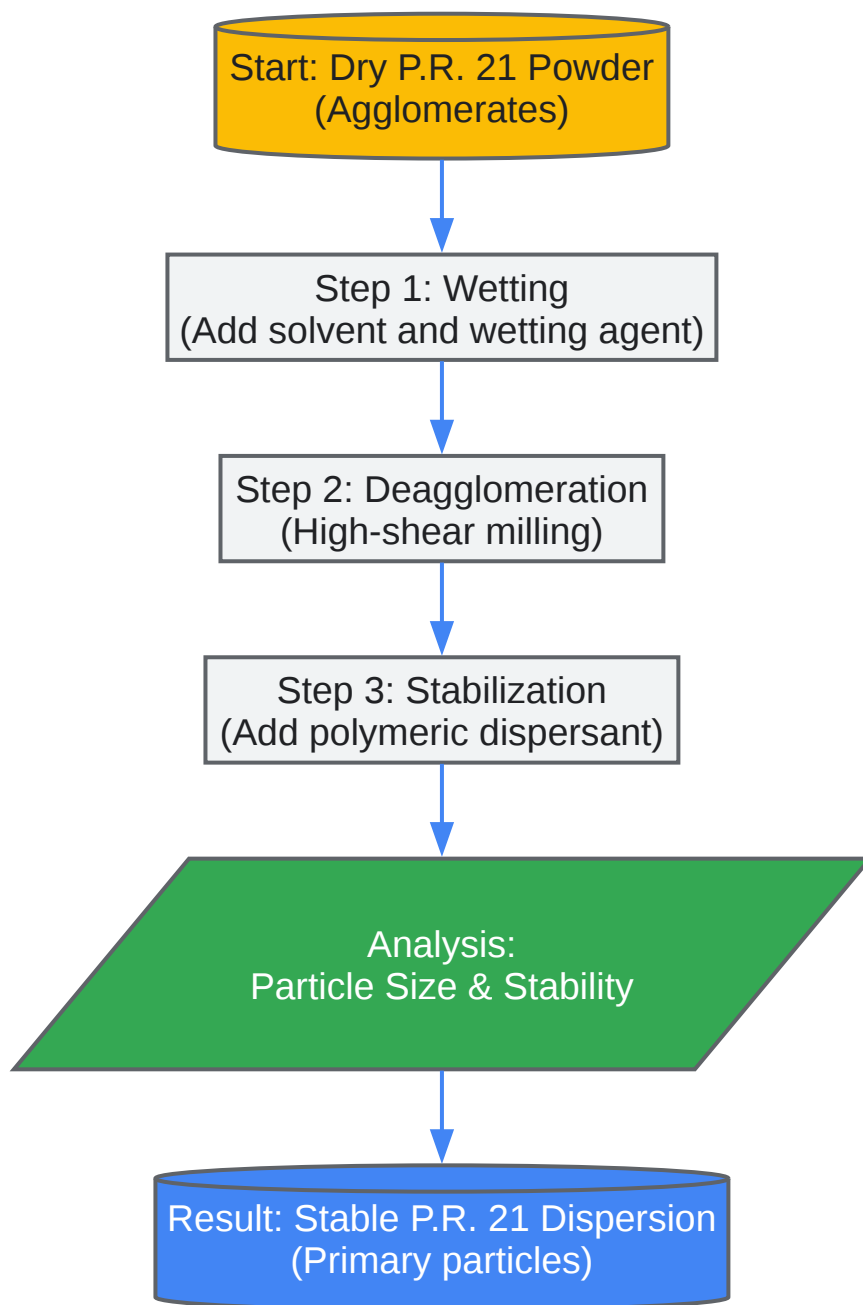 Start: Dry P.R. 21 Powder
(Agglomerates)
Step 1: Wetting
(Add solvent and wetting agent)
Step 2: Deagglomeration
(High-shear milling)
Step 3: Stabilization
(Add polymeric dispersant)
Analysis:
Particle Size & Stability
Result: Stable P.R. 21 Dispersion
(Primary particles)